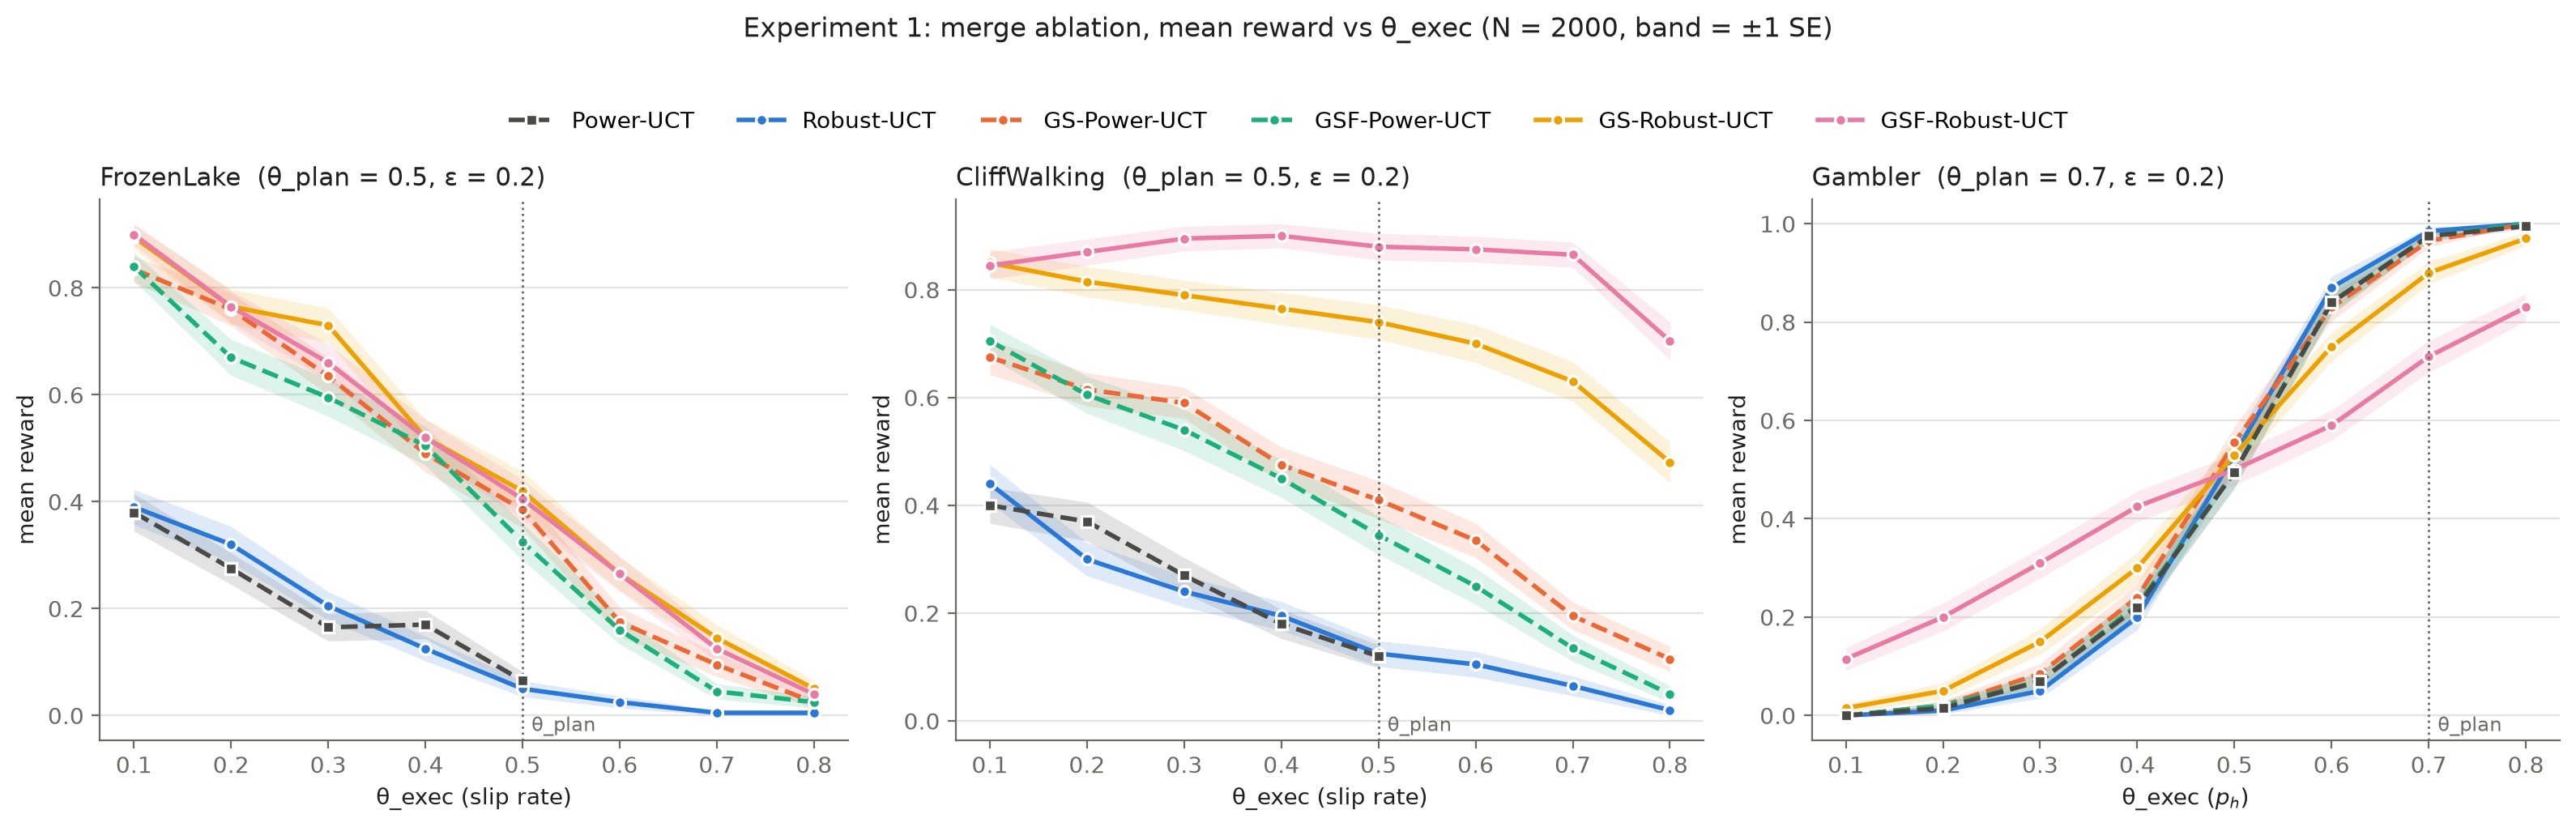 Experiment 1: merge ablation, mean reward vs θ_exec (N = 2000, band = ±1 SE)
Power-UCT Robust-UCT GS-Power-UCT GSF-Power-UCT GS-Robust-UCT GSF-Robust-UCT
FrozenLake (θ_plan = 0.5, ε = 0.2)
mean reward
0.8
0.6
0.4
0.2
0.0
θ_plan
0.1 0.2 0.3 0.4 0.5 0.6 0.7 0.8
θ_exec (slip rate)
CliffWalking (θ_plan = 0.5, ε = 0.2)
mean reward
0.8
0.6
0.4
0.2
0.0
θ_plan
0.1 0.2 0.3 0.4 0.5 0.6 0.7 0.8
θ_exec (slip rate)
Gambler (θ_plan = 0.7, ε = 0.2)
mean reward
1.0
0.8
0.6
0.4
0.2
0.0
θ_plan
0.1 0.2 0.3 0.4 0.5 0.6 0.7 0.8
θ_exec (pₕ)